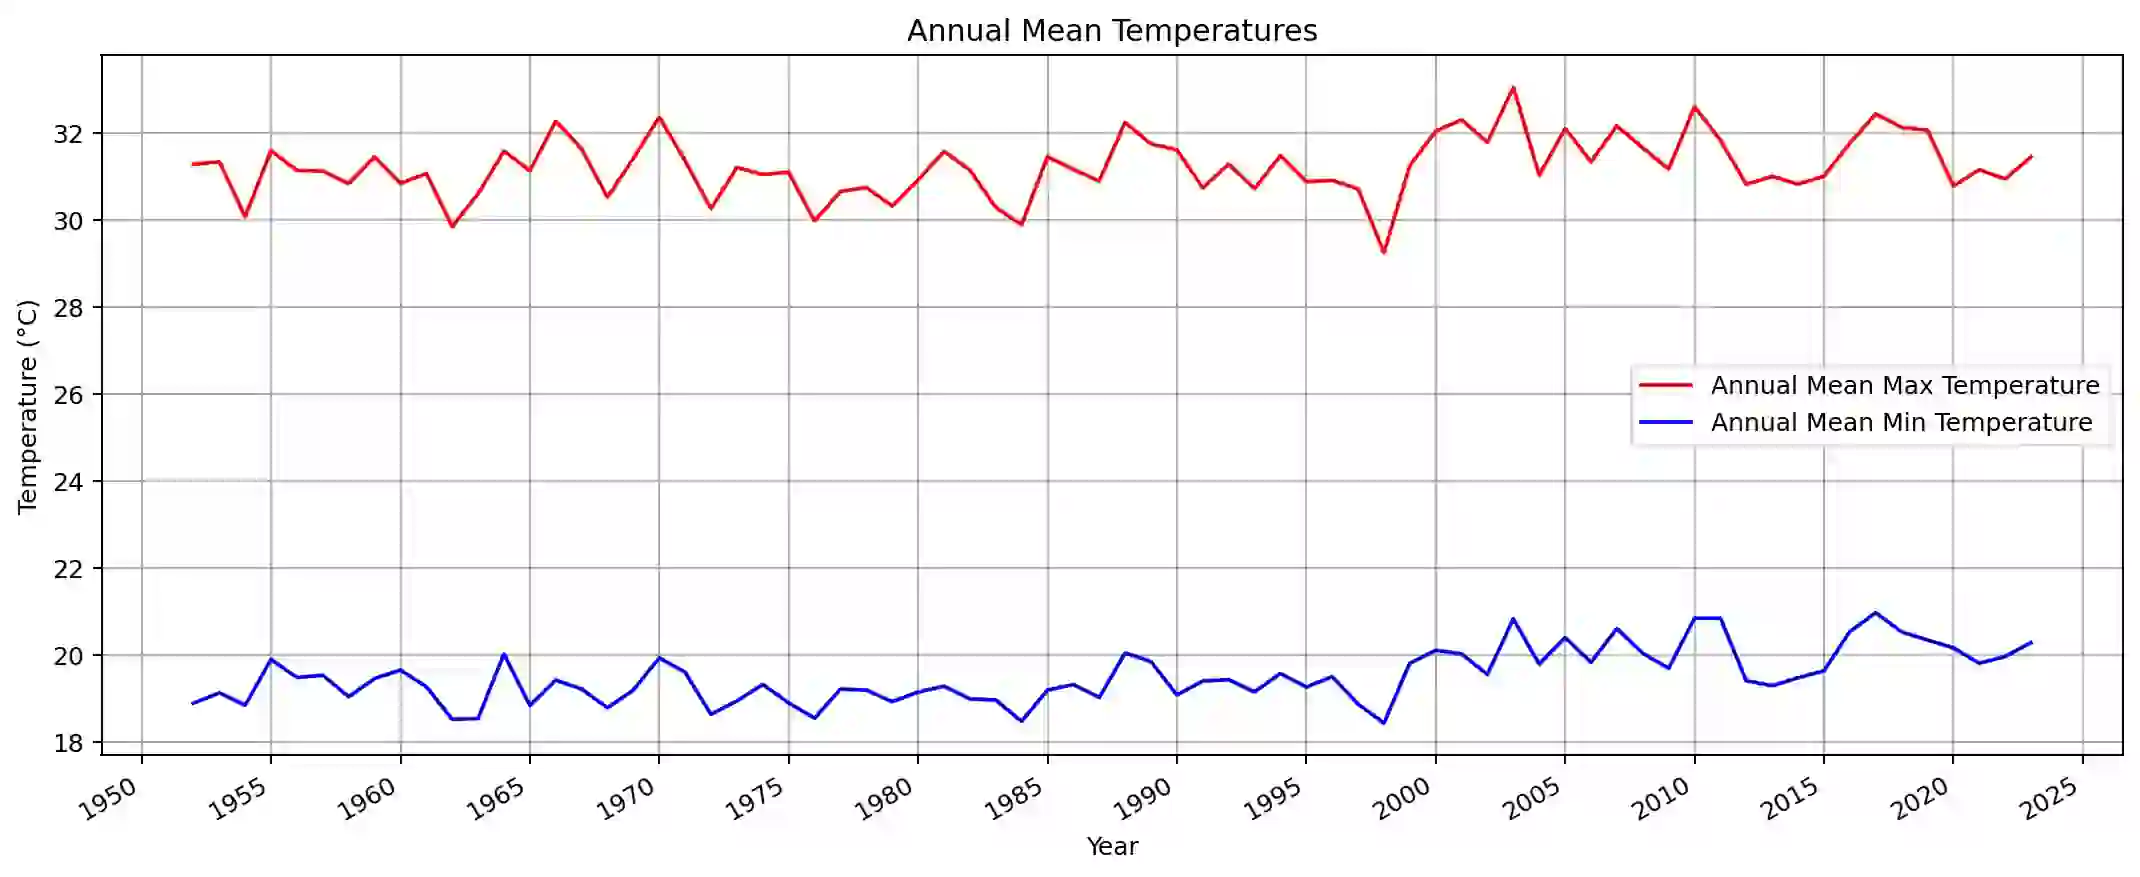 Annual Mean Temperatures
Temperature (°C)
32
30
28
26
24
22
20
18
Annual Mean Max Temperature
Annual Mean Min Temperature
1950 1955 1960 1965 1970 1975 1980 1985 1990 1995 2000 2005 2010 2015 2020 2025
Year